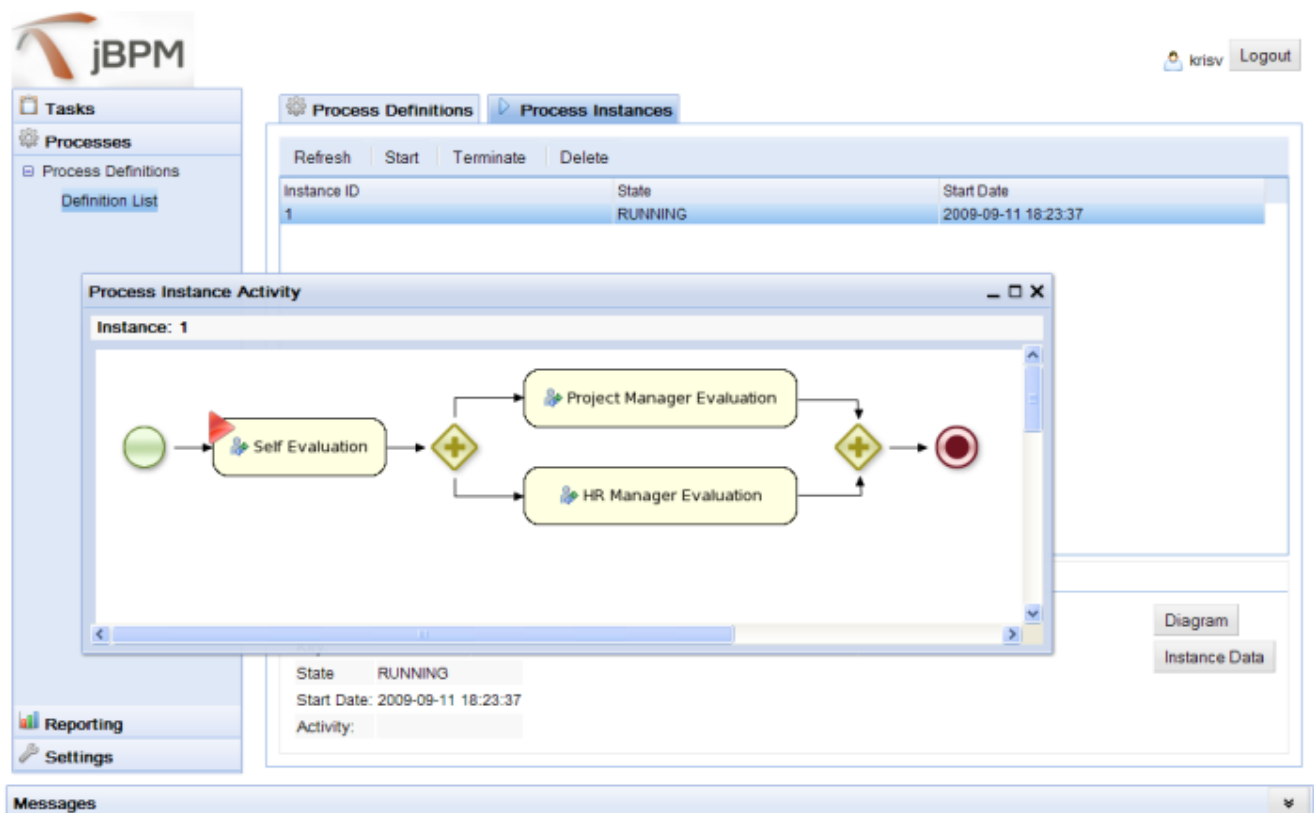 jBPM
krisv Logout
Tasks
Processes
Process Definitions
Definition List
Reporting
Settings
Process Definitions Process Instances
Refresh Start Terminate Delete
Instance ID State Start Date
1 RUNNING 2009-09-11 18:23:37
Process Instance Activity
Instance: 1
Project Manager Evaluation
Self Evaluation
HR Manager Evaluation
Diagram
Instance Data
State RUNNING
Start Date: 2009-09-11 18:23:37
Activity:
Messages